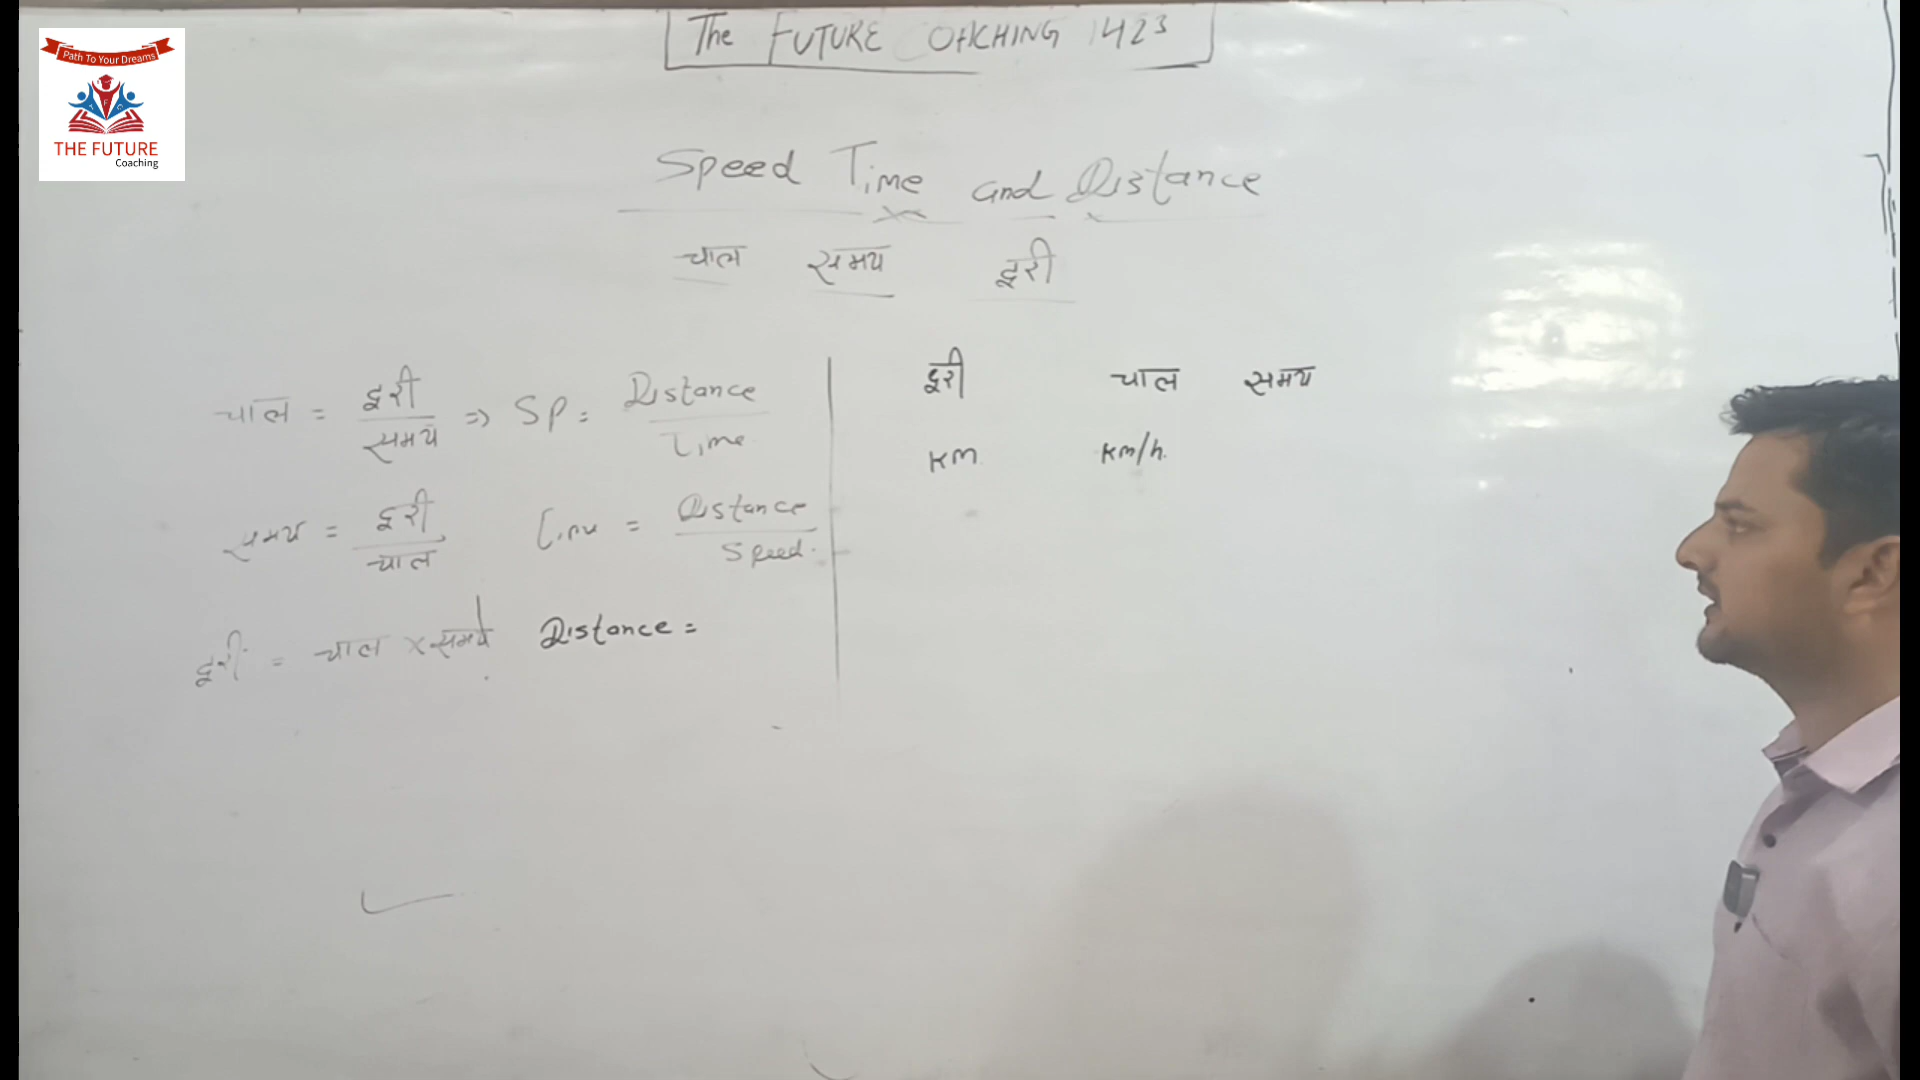 Path To Your Dreams
THE FUTURE
Coaching
The FUTURE COACHING 1423
Speed Time and Distance
चाल समय दूरी
चाल = दूरी / समय => SP = Distance / Time
समय = दूरी / चाल Time = Distance / Speed.
दूरी = चाल × समय Distance =
दूरी चाल समय
KM Km/h.